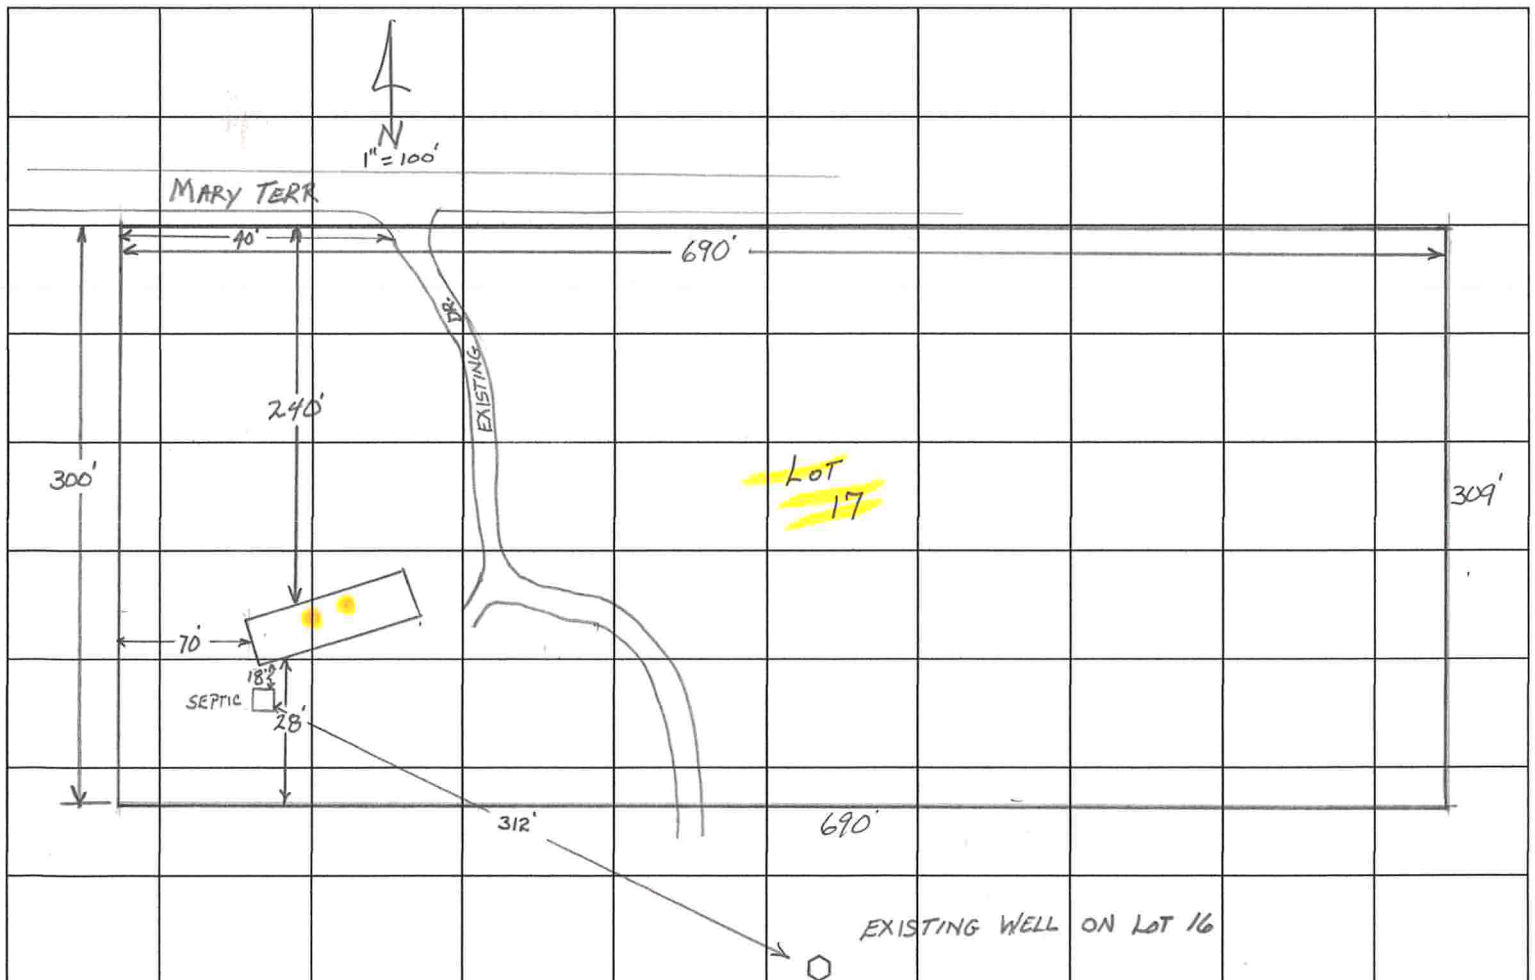 N
1" = 100'
MARY TERR
40'
690'
DR.
EXISTING
240'
300'
LOT
17
309'
70'
18'
SEPTIC
28'
312'
690'
EXISTING WELL ON LOT 16